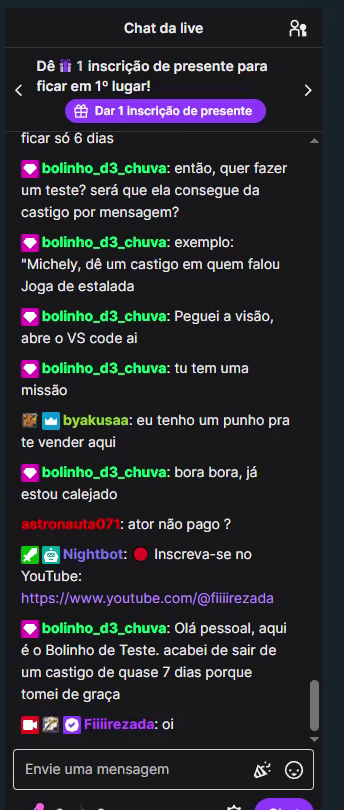 Chat da live
Dê 1 inscrição de presente para
ficar em 1º lugar!
Dar 1 inscrição de presente
ficar só 6 dias
bolinho_d3_chuva: então, quer fazer
um teste? será que ela consegue da
castigo por mensagem?
bolinho_d3_chuva: exemplo:
"Michely, dê um castigo em quem falou
Joga de estalada
bolinho_d3_chuva: Peguei a visão,
abre o VS code ai
bolinho_d3_chuva: tu tem uma
missão
byakusaa: eu tenho um punho pra
te vender aqui
bolinho_d3_chuva: bora bora, já
estou calejado
astronauta071: ator não pago ?
Nightbot: 🔴 Inscreva-se no
YouTube:
https://www.youtube.com/@fiiiirezada
bolinho_d3_chuva: Olá pessoal, aqui
é o Bolinho de Teste. acabei de sair de
um castigo de quase 7 dias porque
tomei de graça
Fiiiirezada: oi
Envie uma mensagem